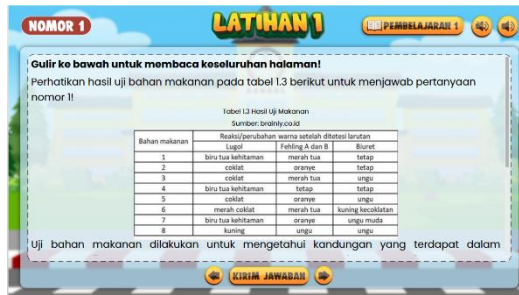 NOMOR 1
LATIHAN 1
PEMBELAJARAN 1
Gulir ke bawah untuk membaca keseluruhan halaman!
Perhatikan hasil uji bahan makanan pada tabel 1.3 berikut untuk menjawab pertanyaan
nomor 1!
Tabel 1.3 Hasil Uji Makanan
Sumber: brainly.co.id
Bahan makanan | Reaksi/perubahan warna setelah ditetesi larutan
Lugol | Fehling A dan B | Biuret
1 | biru tua kehitaman | merah tua | tetap
2 | coklat | oranye | tetap
3 | coklat | merah tua | ungu
4 | biru tua kehitaman | tetap | tetap
5 | coklat | oranye | ungu
6 | merah coklat | merah tua | kuning kecoklatan
7 | biru tua kehitaman | oranye | ungu muda
8 | kuning | ungu | ungu
Uji bahan makanan dilakukan untuk mengetahui kandungan yang terdapat dalam
KIRIM JAWABAN